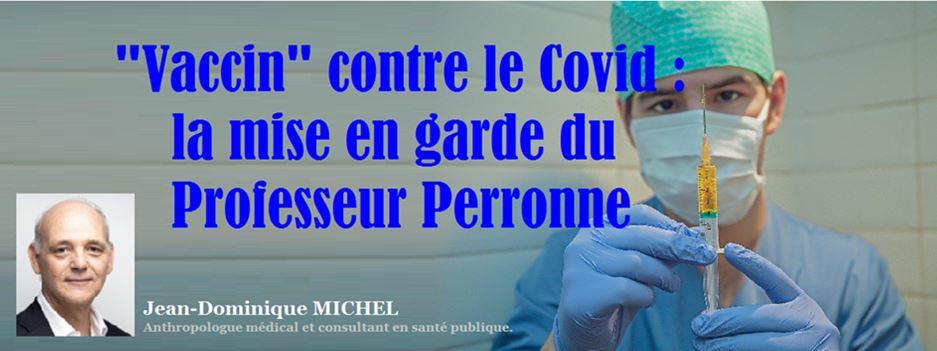 "Vaccin" contre le Covid :
la mise en garde du
Professeur Perronne
Jean-Dominique MICHEL
Anthropologue médical et consultant en santé publique.